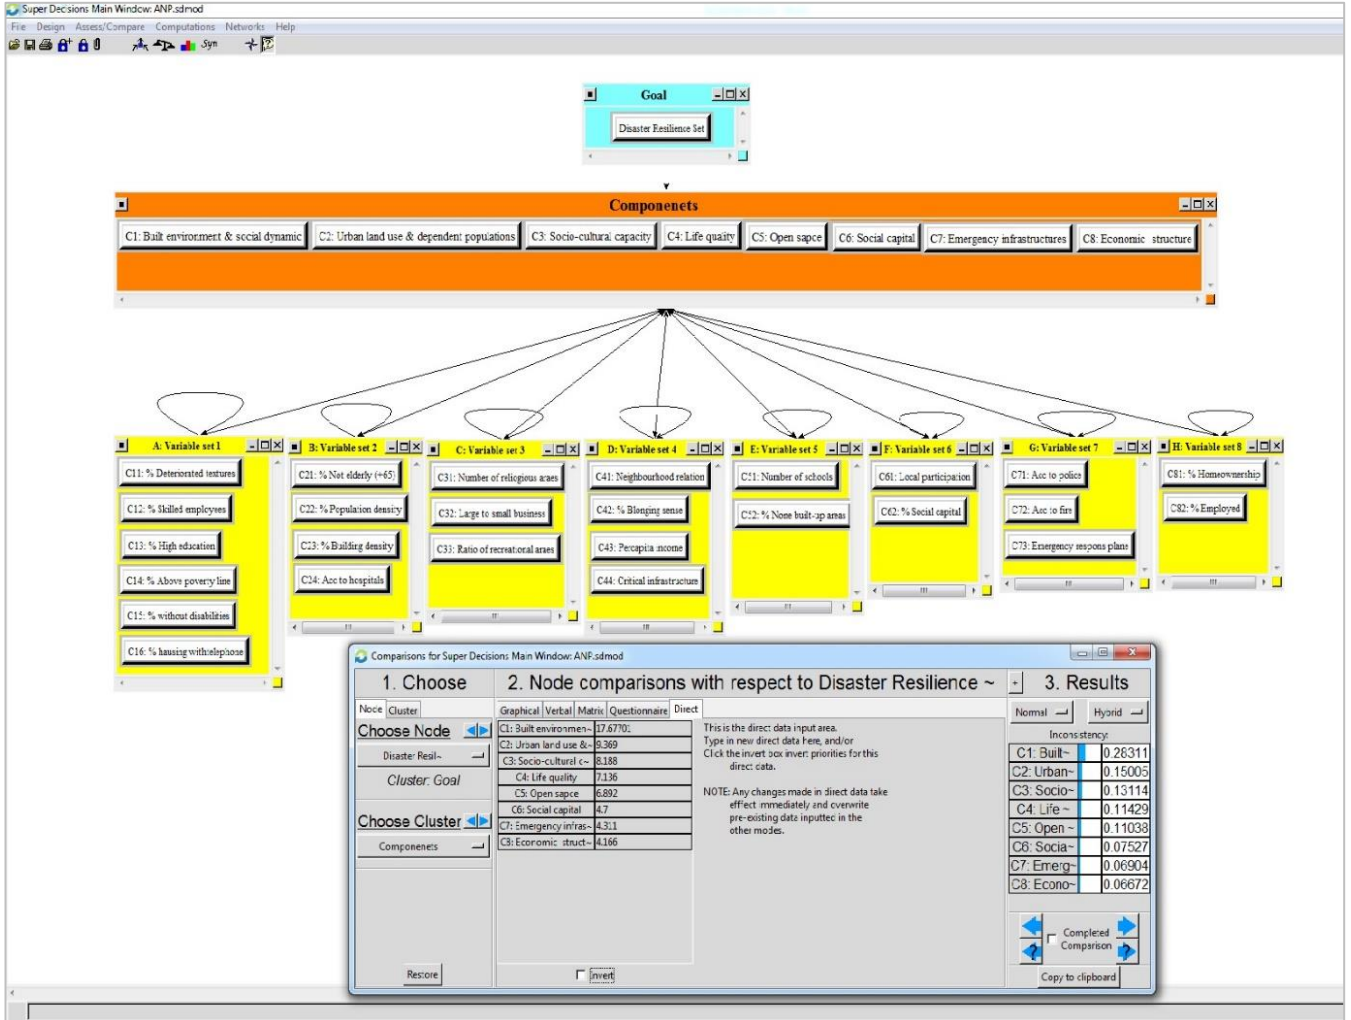 Super Decisions Main Window: ANP.sdmod
File Design Assess/Compare Computations Networks Help
Syn
Goal
Disaster Resilience Set
Componenets
C1: Built environment & social dynamic C2: Urban land use & dependent populations C3: Socio-cultural capacity C4: Life quality C5: Open sapce C6: Social capital C7: Emergency infrastructures C8: Economic structure
A: Variable set 1
C11: % Deteriorated textures
C12: % Skilled employees
C13: % High education
C14: % Above poverty line
C15: % without disabilities
C16: % hausing withtelephone
B: Variable set 2
C21: % Not elderly (+65)
C22: % Population density
C23: % Building density
C24: Acc to hospitals
C: Variable set 3
C31: Number of relicgious araes
C32: Large to small business
C33: Ratio of recreational araes
D: Variable set 4
C41: Neighbourhood relation
C42: % Blonging sense
C43: Percapita income
C44: Critical infrastructure
E: Variable set 5
C51: Number of schools
C52: % None built-up areas
F: Variable set 6
C61: Local participation
C62: % Social capital
G: Variable set 7
C71: Acc to police
C72: Acc to fire
C73: Emergency respons plans
H: Variable set 8
C81: % Homeownership
C82: % Employed
Comparisons for Super Decisions Main Window: ANP.sdmod
1. Choose
Node Cluster
Choose Node
Disaster Resil~
Cluster: Goal
Choose Cluster
Componenets
Restore
2. Node comparisons with respect to Disaster Resilience ~
Graphical Verbal Matric Questionnaire Direct
C1: Built environmen~ 17.67701
C2: Urban land use &~ 9.369
C3: Socio-cultural c~ 8.188
C4: Life quality 7.136
C5: Open sapce 6.892
C6: Social capital 4.7
C7: Emergency infras~ 4.311
C8: Economic struct~ 4.166
This is the direct data input area.
Type in new direct data here, and/or
Click the invert box invert priorities for this
direct data.
NOTE: Any changes made in direct data take
effect immediately and overwrite
pre-existing data inputted in the
other modes.
Invert
+ 3. Results
Normal Hybrid
Inconsistency:
C1: Built~ 0.28311
C2: Urban~ 0.15005
C3: Socio~ 0.13114
C4: Life ~ 0.11429
C5: Open ~ 0.11038
C6: Socia~ 0.07527
C7: Emerg~ 0.06904
C8: Econo~ 0.06672
Completed
Comparison
Copy to clipboard